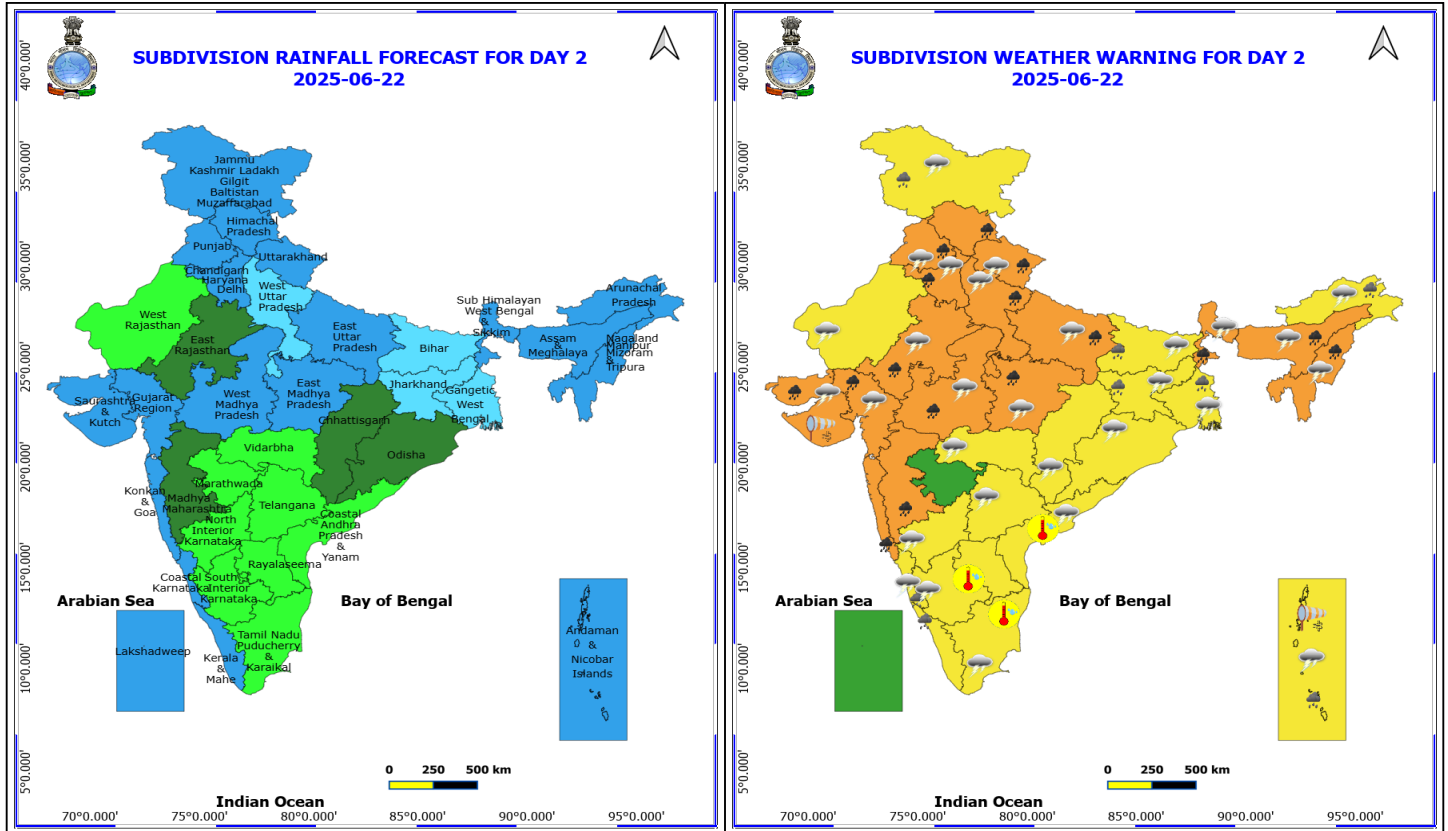 SUBDIVISION RAINFALL FORECAST FOR DAY 2
2025-06-22
40°0.000'
35°0.000'
30°0.000'
25°0.000'
20°0.000'
15°0.000'
10°0.000'
5°0.000'
Jammu
Kashmir Ladakh
Gilgit
Baltistan
Muzaffarabad
Himachal
Pradesh
Punjab
Uttarakhand
Chandigarh
Haryana
Delhi
West
Uttar
Pradesh
West
Rajasthan
East
Rajasthan
East
Uttar
Pradesh
Sub Himalayan
West Bengal
&
Sikkim
Arunachal
Pradesh
Assam
&
Meghalaya
Nagaland
Manipur
Mizoram
&
Tripura
Bihar
Jharkhand
Gangetic
West
Bengal
Saurashtra
&
Kutch
Gujarat
Region
West
Madhya
Pradesh
East
Madhya
Pradesh
Chhattisgarh
Odisha
Vidarbha
Marathwada
Konkan
&
Goa
Madhya
Maharashtra
Telangana
North
Interior
Karnataka
Coastal
Andhra
Pradesh
&
Yanam
Rayalaseema
Coastal
Karnataka
South
Interior
Karnataka
Arabian Sea
Bay of Bengal
Lakshadweep
Kerala
&
Mahe
Tamil Nadu
Puducherry
&
Karaikal
Andaman
&
Nicobar
Islands
0 250 500 km
Indian Ocean
70°0.000' 75°0.000' 80°0.000' 85°0.000' 90°0.000' 95°0.000'
SUBDIVISION WEATHER WARNING FOR DAY 2
2025-06-22
40°0.000'
35°0.000'
30°0.000'
25°0.000'
20°0.000'
15°0.000'
10°0.000'
5°0.000'
Arabian Sea
Bay of Bengal
0 250 500 km
Indian Ocean
70°0.000' 75°0.000' 80°0.000' 85°0.000' 90°0.000' 95°0.000'